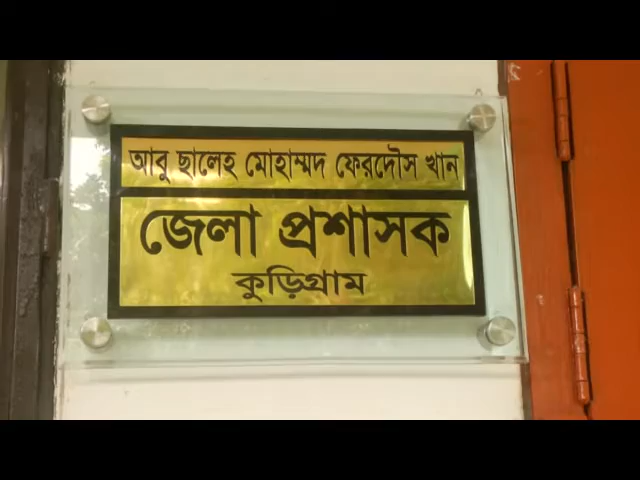 আবু ছালেহ মোহাম্মদ ফেরদৌস খান
জেলা প্রশাসক
কুড়িগ্রাম